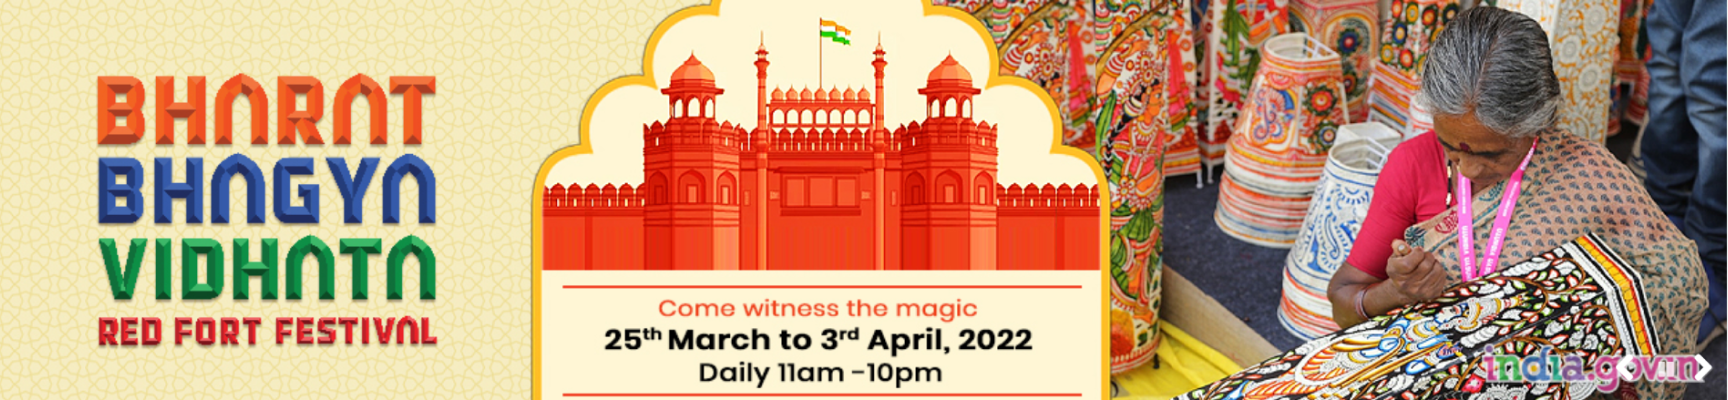 BHARAT
BHAGYA
VIDHATA
RED FORT FESTIVAL
Come witness the magic
25th March to 3rd April, 2022
Daily 11am -10pm
india.gov.in